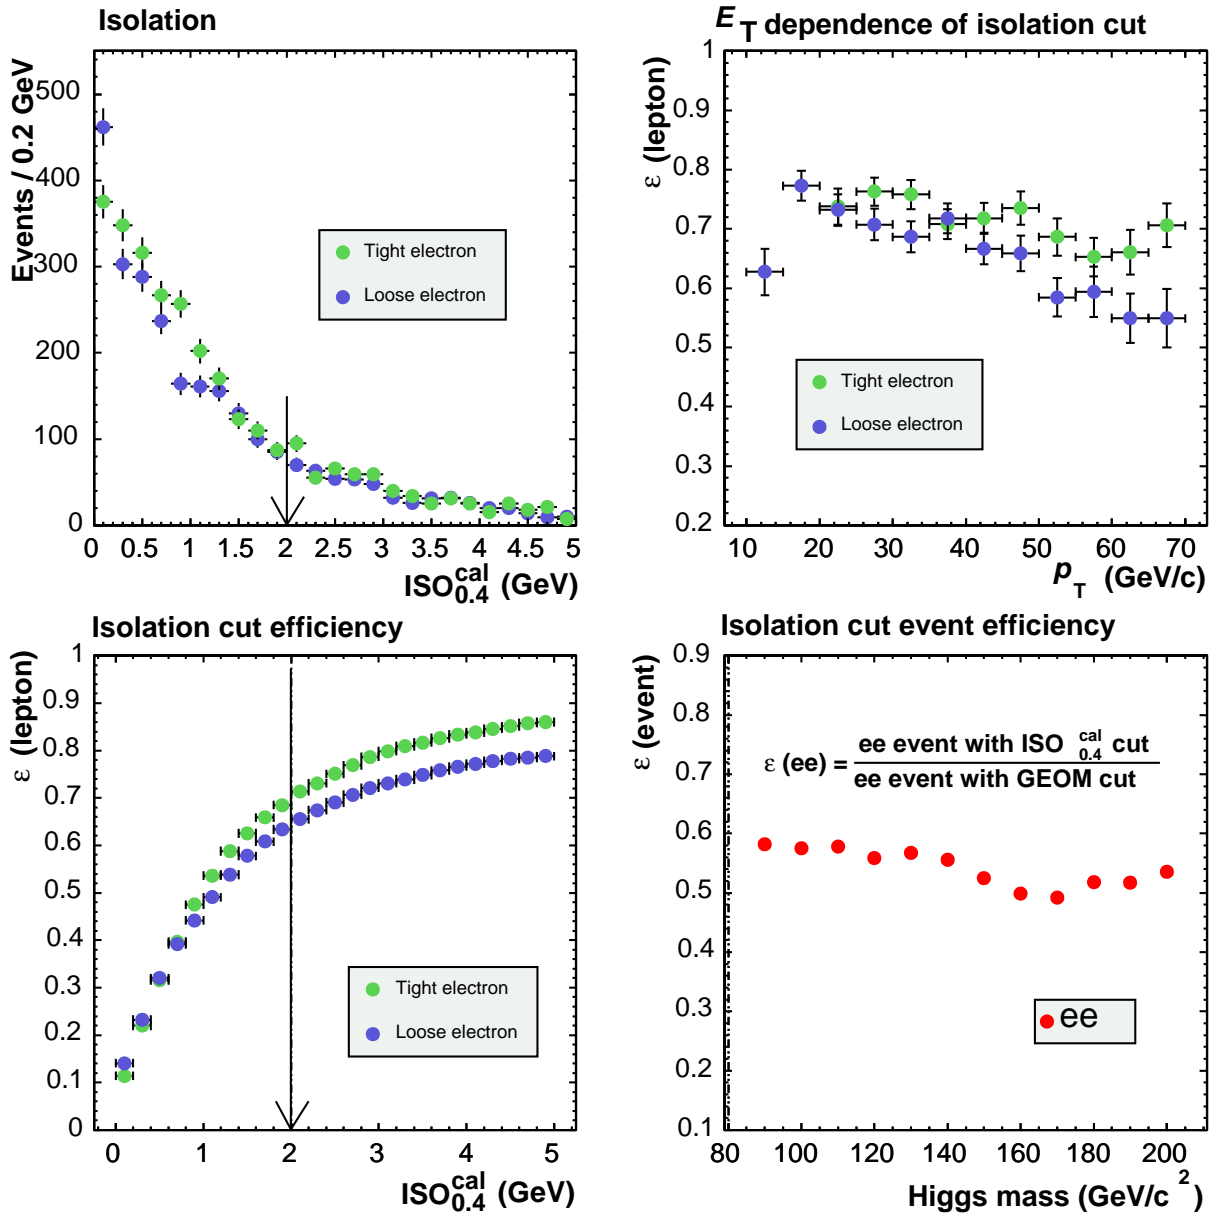 Isolation
Events / 0.2 GeV
500
400
300
200
100
0
Tight electron
Loose electron
0 0.5 1 1.5 2 2.5 3 3.5 4 4.5 5
ISO cal 0.4 (GeV)
E T dependence of isolation cut
ε (lepton)
1
0.9
0.8
0.7
0.6
0.5
0.4
0.3
0.2
Tight electron
Loose electron
10 20 30 40 50 60 70
p T (GeV/c)
Isolation cut efficiency
ε (lepton)
1
0.9
0.8
0.7
0.6
0.5
0.4
0.3
0.2
0.1
0
Tight electron
Loose electron
0 1 2 3 4 5
ISO cal 0.4 (GeV)
Isolation cut event efficiency
ε (event)
0.9
0.8
0.7
0.6
0.5
0.4
0.3
0.2
0.1
ee event with ISO cal 0.4 cut
ε (ee) =
ee event with GEOM cut
ee
80 100 120 140 160 180 200
Higgs mass (GeV/c 2 )